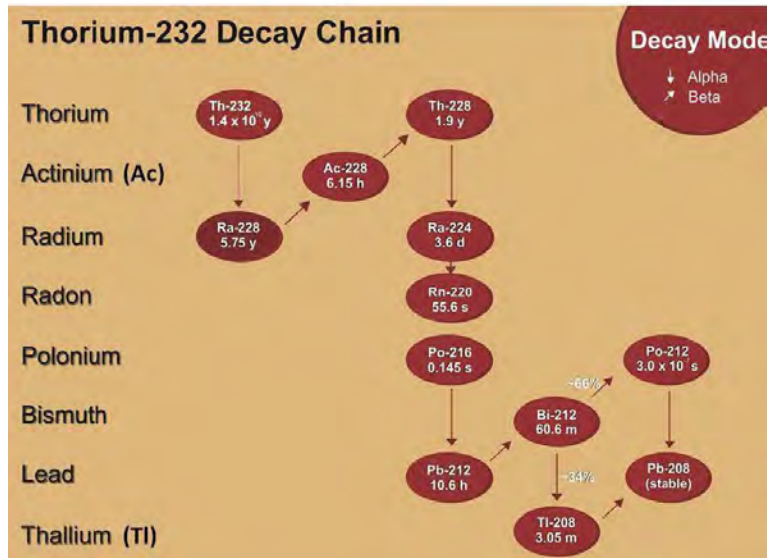 Thorium-232 Decay Chain
Decay Mode
↓ Alpha
↗ Beta
Thorium
Th-232
1.4 x 10¹⁰ y
Th-228
1.9 y
Actinium (Ac)
Ac-228
6.15 h
Radium
Ra-228
5.75 y
Ra-224
3.6 d
Radon
Rn-220
55.6 s
Polonium
Po-216
0.145 s
Po-212
3.0 x 10 s
~66%
Bismuth
Bi-212
60.6 m
Lead
Pb-212
10.6 h
~34%
Pb-208
(stable)
Thallium (Tl)
Tl-208
3.05 m